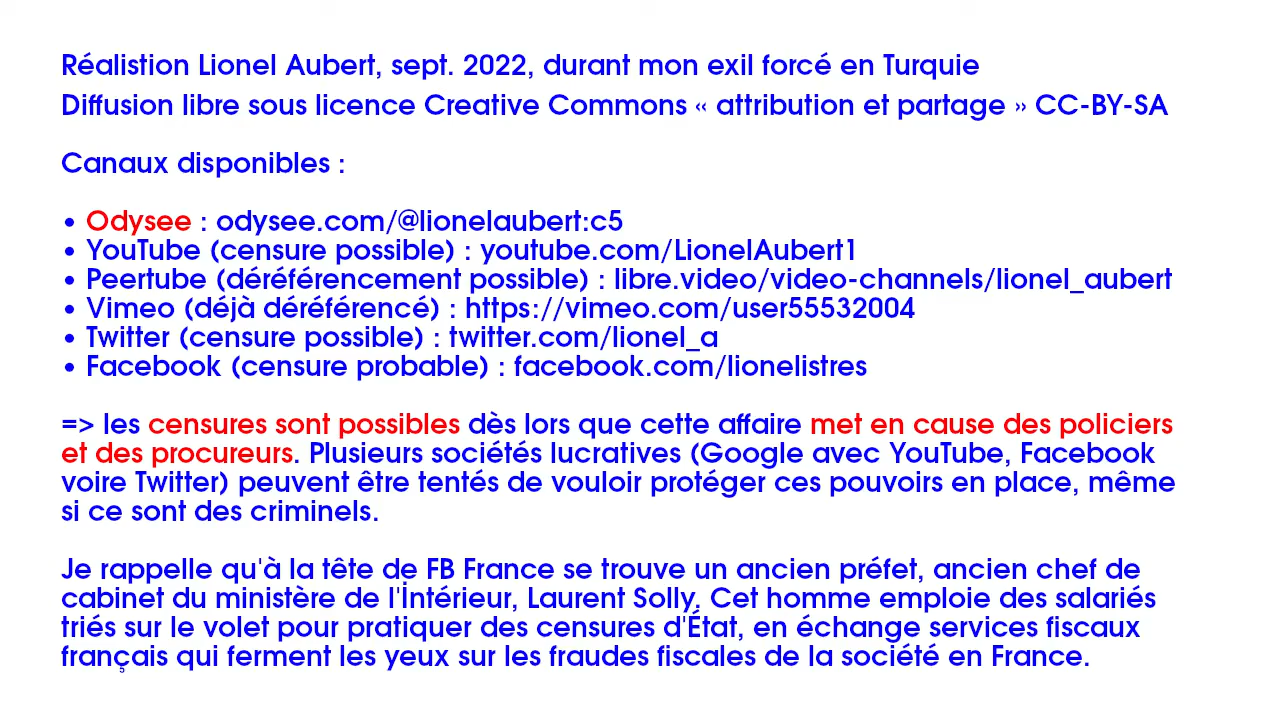 Réalistion Lionel Aubert, sept. 2022, durant mon exil forcé en Turquie
Diffusion libre sous licence Creative Commons « attribution et partage » CC-BY-SA
Canaux disponibles :
• Odysee : odysee.com/@lionelaubert:c5
• YouTube (censure possible) : youtube.com/LionelAubert1
• Peertube (déréférencement possible) : libre.video/video-channels/lionel_aubert
• Vimeo (déjà déréférencé) : https://vimeo.com/user55532004
• Twitter (censure possible) : twitter.com/lionel_a
• Facebook (censure probable) : facebook.com/lionelistres
=> les censures sont possibles dès lors que cette affaire met en cause des policiers
et des procureurs. Plusieurs sociétés lucratives (Google avec YouTube, Facebook
voire Twitter) peuvent être tentés de vouloir protéger ces pouvoirs en place, même
si ce sont des criminels.
Je rappelle qu'à la tête de FB France se trouve un ancien préfet, ancien chef de
cabinet du ministère de l'Intérieur, Laurent Solly. Cet homme emploie des salariés
triés sur le volet pour pratiquer des censures d'État, en échange services fiscaux
français qui ferment les yeux sur les fraudes fiscales de la société en France.